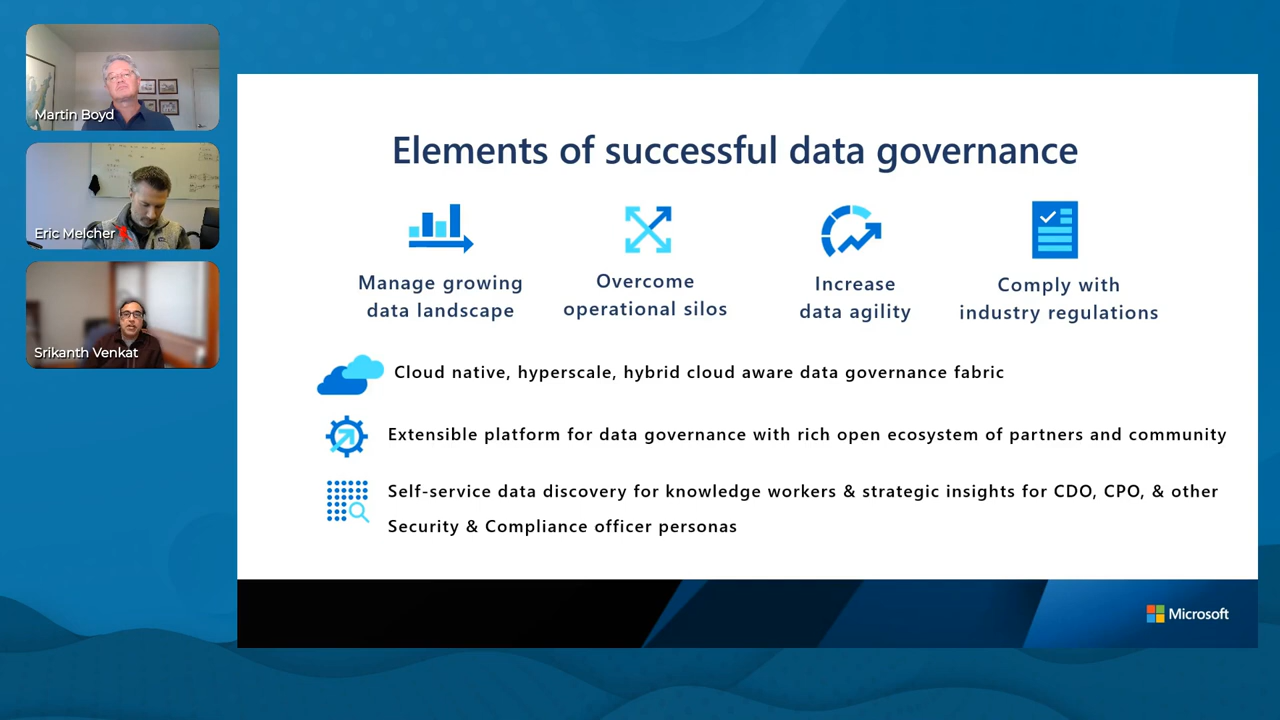 Martin Boyd
Eric Melcher
Srikanth Venkat
Elements of successful data governance
Manage growing
data landscape
Overcome
operational silos
Increase
data agility
Comply with
industry regulations
Cloud native, hyperscale, hybrid cloud aware data governance fabric
Extensible platform for data governance with rich open ecosystem of partners and community
Self-service data discovery for knowledge workers & strategic insights for CDO, CPO, & other
Security & Compliance officer personas
Microsoft